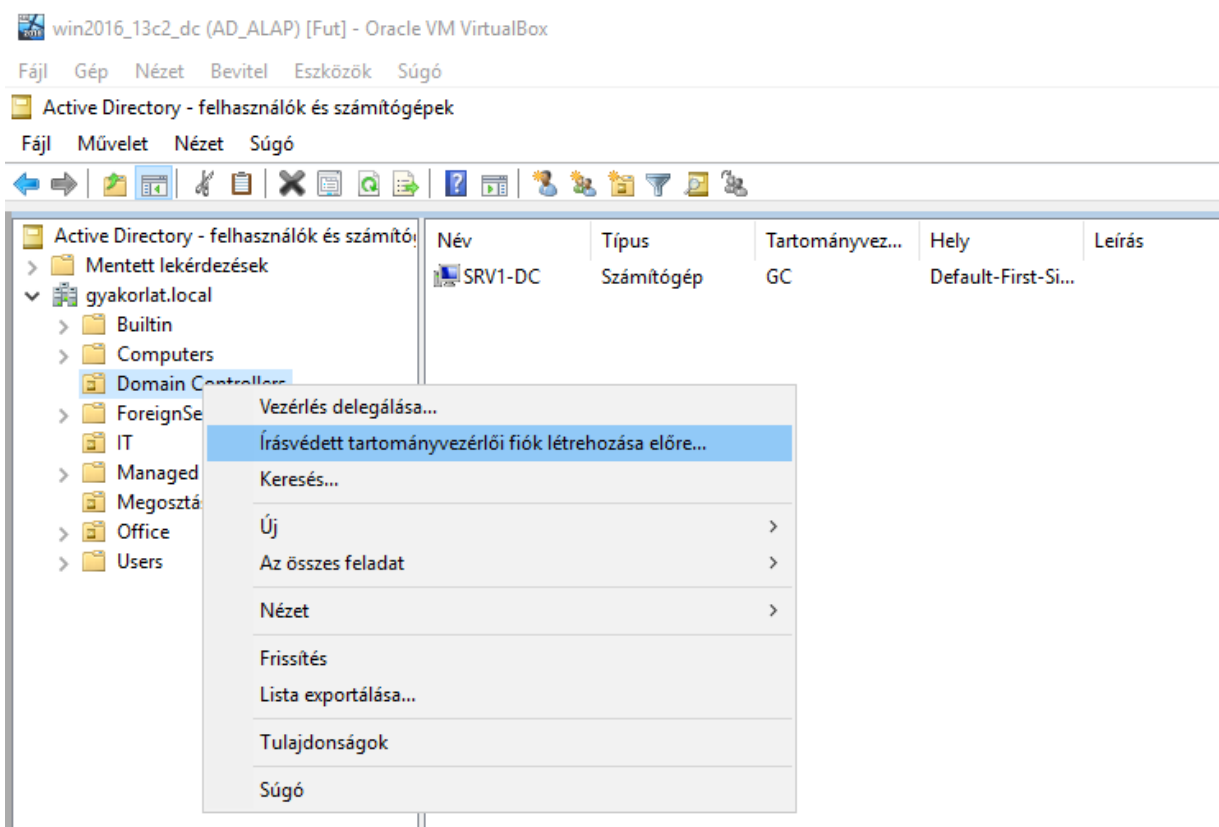 win2016_13c2_dc (AD_ALAP) [Fut] - Oracle VM VirtualBox
Fájl Gép Nézet Bevitel Eszközök Súgó
Active Directory - felhasználók és számítógépek
Fájl Művelet Nézet Súgó
Active Directory - felhasználók és számítóg
Mentett lekérdezések
gyakorlat.local
Builtin
Computers
Domain Controllers
ForeignSe
IT
Managed
Megosztá
Office
Users
Név Típus Tartományvez... Hely Leírás
SRV1-DC Számítógép GC Default-First-Si...
Vezérlés delegálása...
Írásvédett tartományvezérlői fiók létrehozása előre...
Keresés...
Új
Az összes feladat
Nézet
Frissítés
Lista exportálása...
Tulajdonságok
Súgó